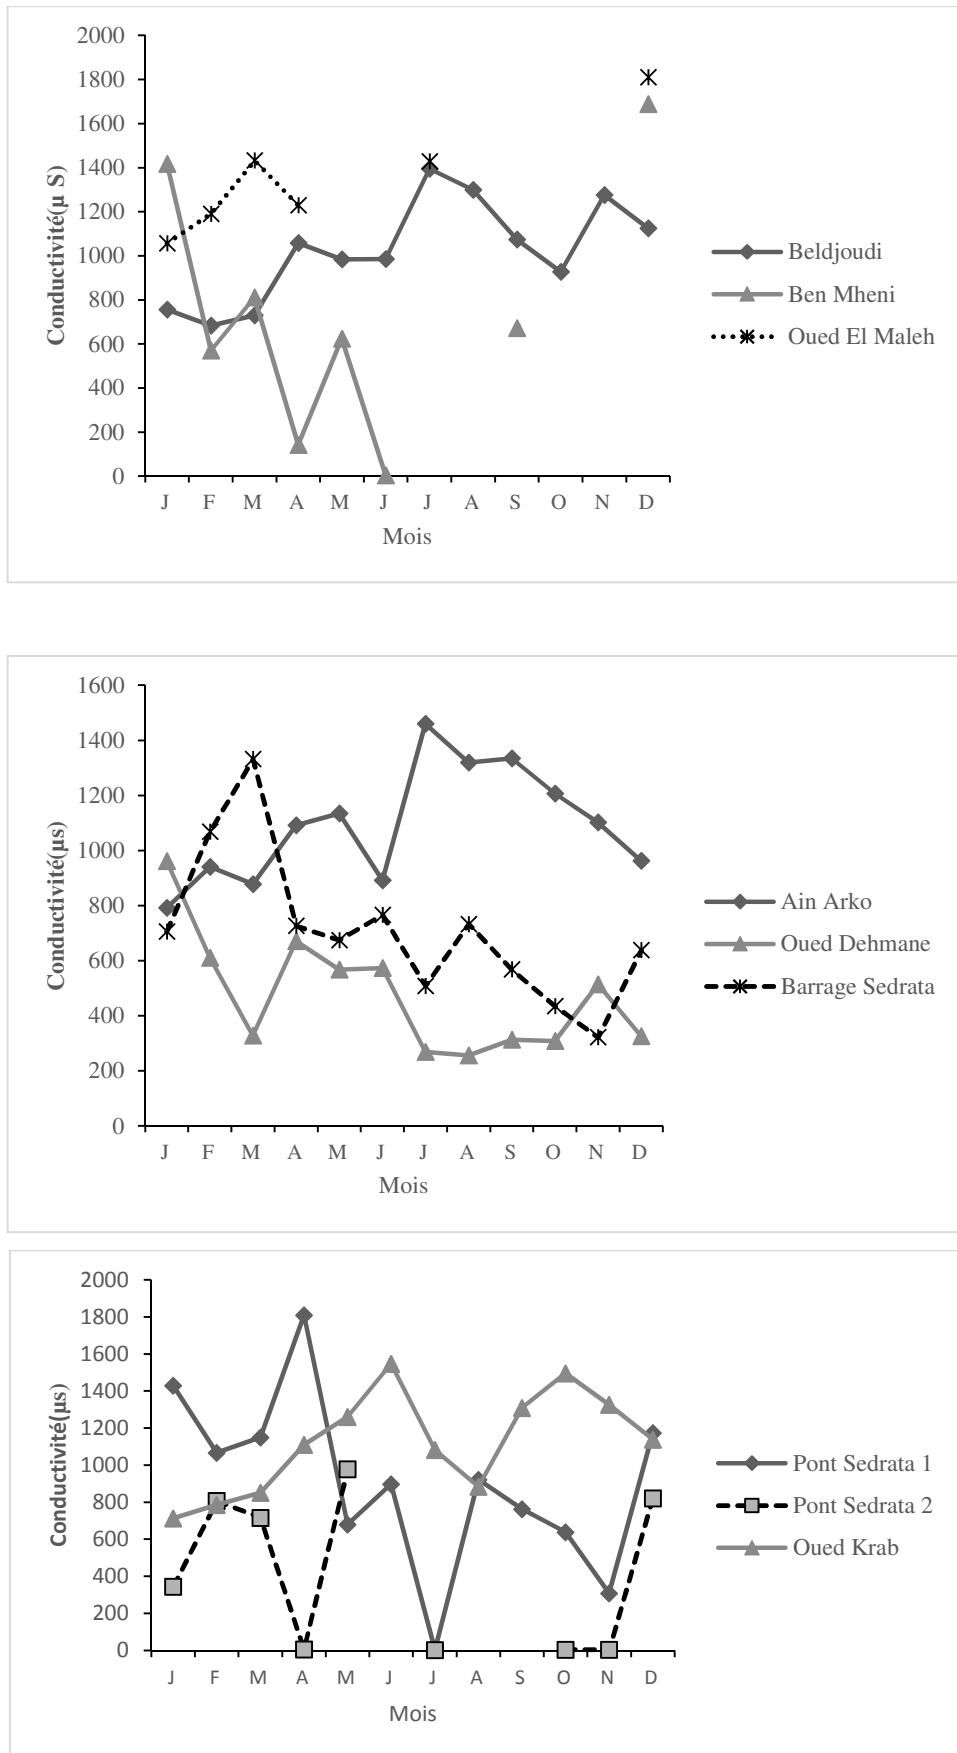 2000
1800
1600
1400
1200
1000
800
600
400
200
0
Conductivité(µ S)
J F M A M J J A S O N D
Mois
Beldjoudi
Ben Mheni
Oued El Maleh
1600
1400
1200
1000
800
600
400
200
0
Conductivité(µs)
J F M A M J J A S O N D
Mois
Ain Arko
Oued Dehmane
Barrage Sedrata
2000
1800
1600
1400
1200
1000
800
600
400
200
0
Conductivité(µs)
J F M A M J J A S O N D
Mois
Pont Sedrata 1
Pont Sedrata 2
Oued Krab